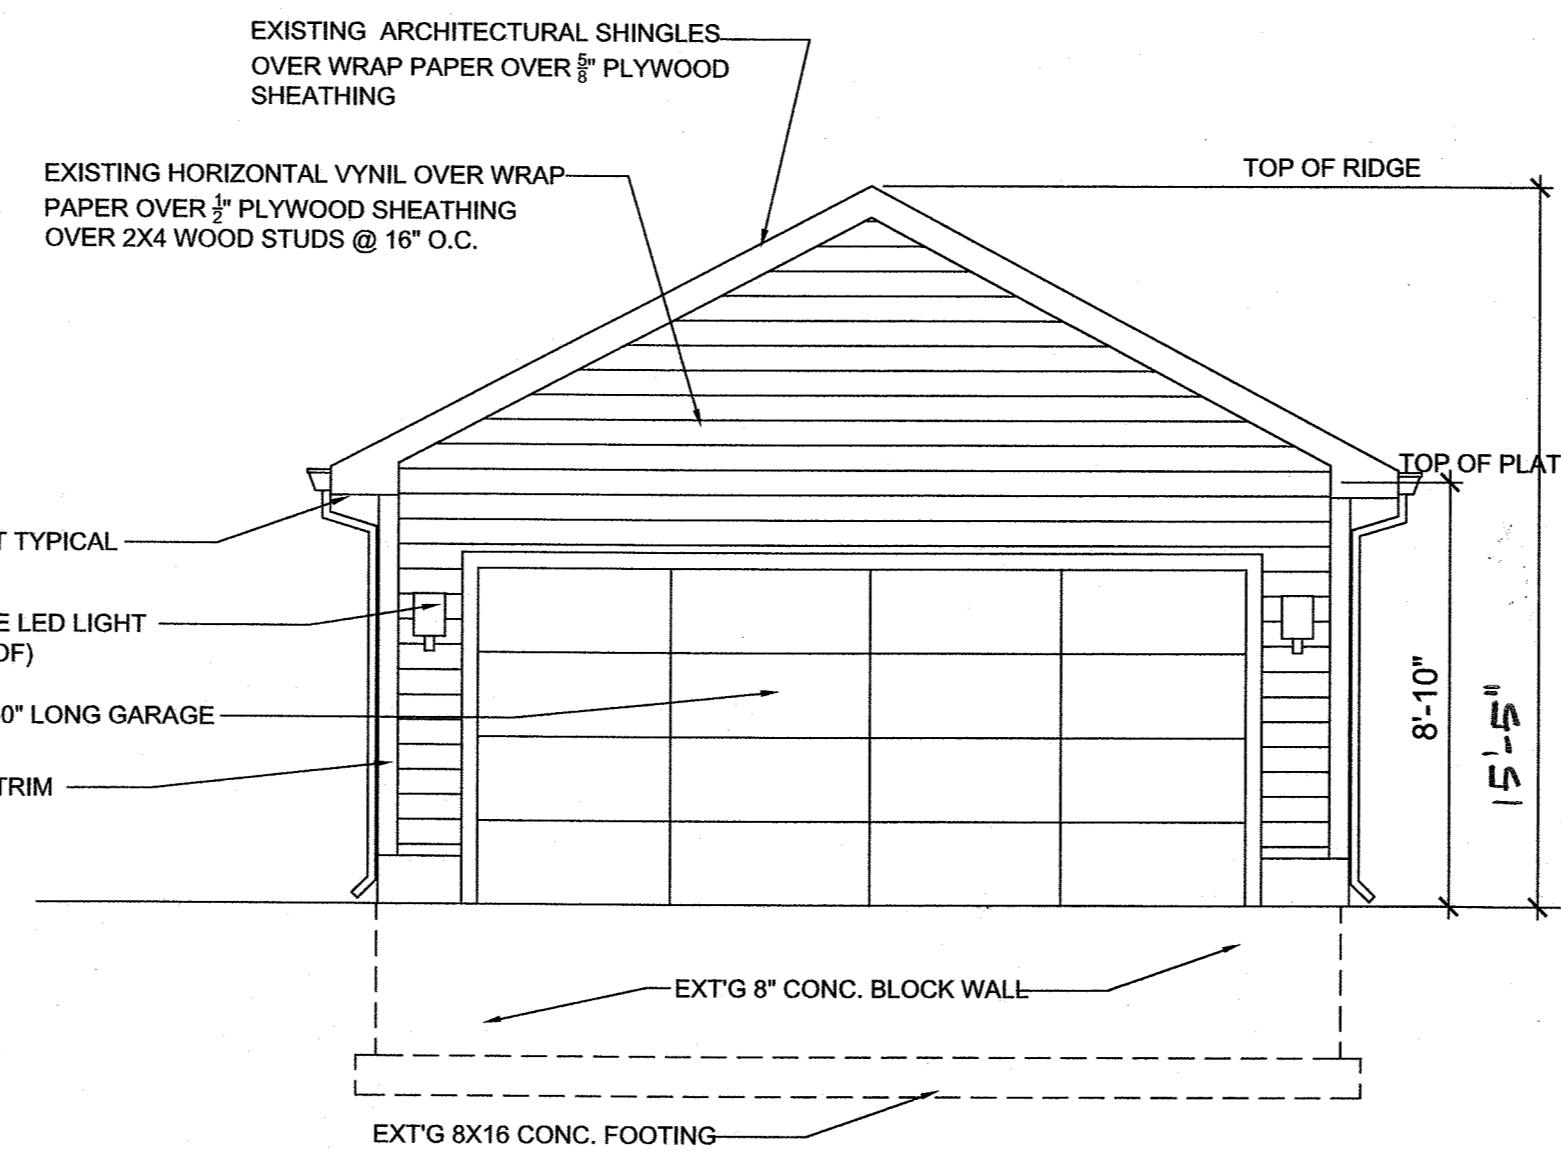 EXISTING ARCHITECTURAL SHINGLES
OVER WRAP PAPER OVER 5/8" PLYWOOD
SHEATHING
EXISTING HORIZONTAL VYNIL OVER WRAP
PAPER OVER 1/2" PLYWOOD SHEATHING
OVER 2X4 WOOD STUDS @ 16" O.C.
TOP OF RIDGE
TOP OF PLAT
T TYPICAL
E LED LIGHT
OF)
0" LONG GARAGE
TRIM
8'-10"
15'-5"
EXT'G 8" CONC. BLOCK WALL
EXT'G 8X16 CONC. FOOTING